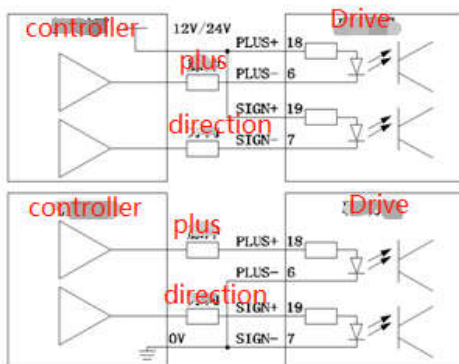 controller
Drive
12V/24V
PLUS+ 18
plus
PLUS- 6
SIGN+ 19
direction
SIGN- 7
controller
Drive
plus
PLUS+ 18
PLUS- 6
direction
SIGN+ 19
0V
SIGN- 7